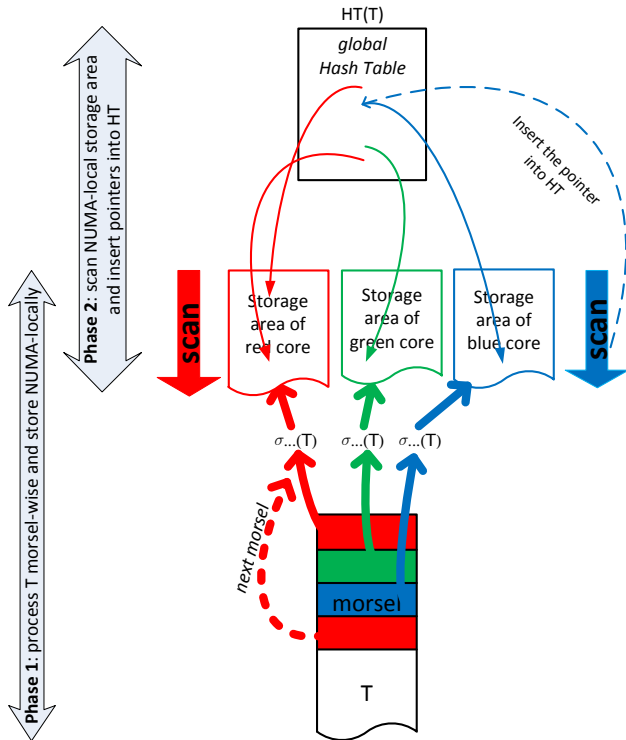 HT(T)
global
Hash Table
Insert the pointer
into HT
Phase 2: scan NUMA-local storage area
and insert pointers into HT
scan
Storage
area of
red core
Storage
area of
green core
Storage
area of
blue core
scan
σ...(T)
σ...(T)
σ...(T)
Phase 1: process T morsel-wise and store NUMA-locally
next morsel
morsel
T